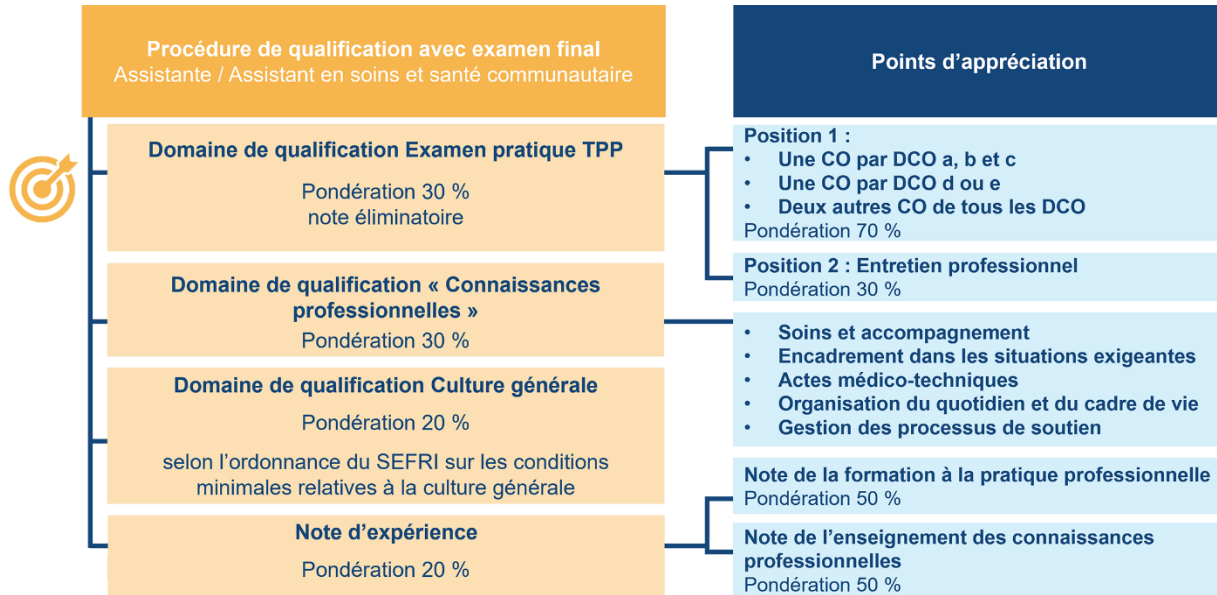 Procédure de qualification avec examen final
Assistante / Assistant en soins et santé communautaire
Domaine de qualification Examen pratique TPP
Pondération 30 %
note éliminatoire
Domaine de qualification « Connaissances
professionnelles »
Pondération 30 %
Domaine de qualification Culture générale
Pondération 20 %
selon l’ordonnance du SEFRI sur les conditions
minimales relatives à la culture générale
Note d’expérience
Pondération 20 %
Points d’appréciation
Position 1 :
• Une CO par DCO a, b et c
• Une CO par DCO d ou e
• Deux autres CO de tous les DCO
Pondération 70 %
Position 2 : Entretien professionnel
Pondération 30 %
• Soins et accompagnement
• Encadrement dans les situations exigeantes
• Actes médico-techniques
• Organisation du quotidien et du cadre de vie
• Gestion des processus de soutien
Note de la formation à la pratique professionnelle
Pondération 50 %
Note de l’enseignement des connaissances
professionnelles
Pondération 50 %